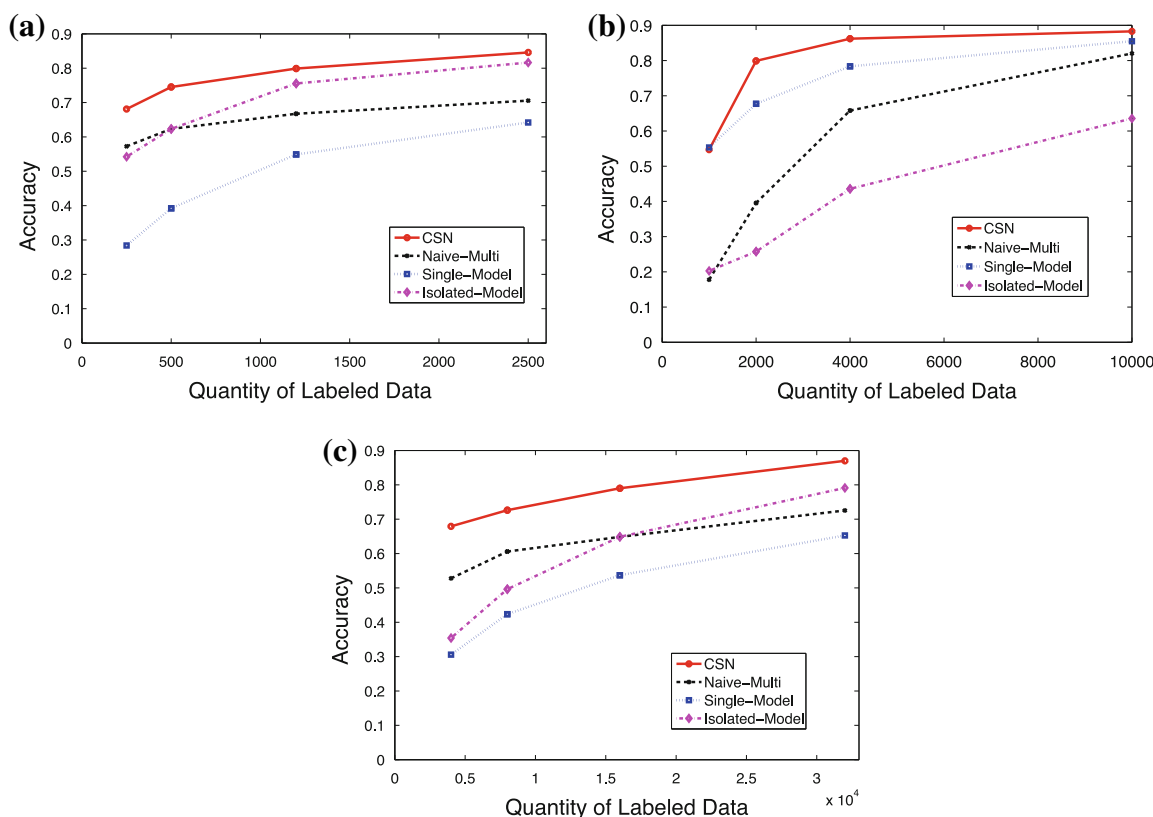 (a)
0.9
0.8
0.7
0.6
0.5
0.4
0.3
0.2
0.1
0
Accuracy
CSN
Naive-Multi
Single-Model
Isolated-Model
0 500 1000 1500 2000 2500
Quantity of Labeled Data
(b)
0.9
0.8
0.7
0.6
0.5
0.4
0.3
0.2
0.1
0
Accuracy
CSN
Naive-Multi
Single-Model
Isolated-Model
0 2000 4000 6000 8000 10000
Quantity of Labeled Data
(c)
0.9
0.8
0.7
0.6
0.5
0.4
0.3
0.2
0.1
0
Accuracy
CSN
Naive-Multi
Single-Model
Isolated-Model
0 0.5 1 1.5 2 2.5 3
x 10^4
Quantity of Labeled Data